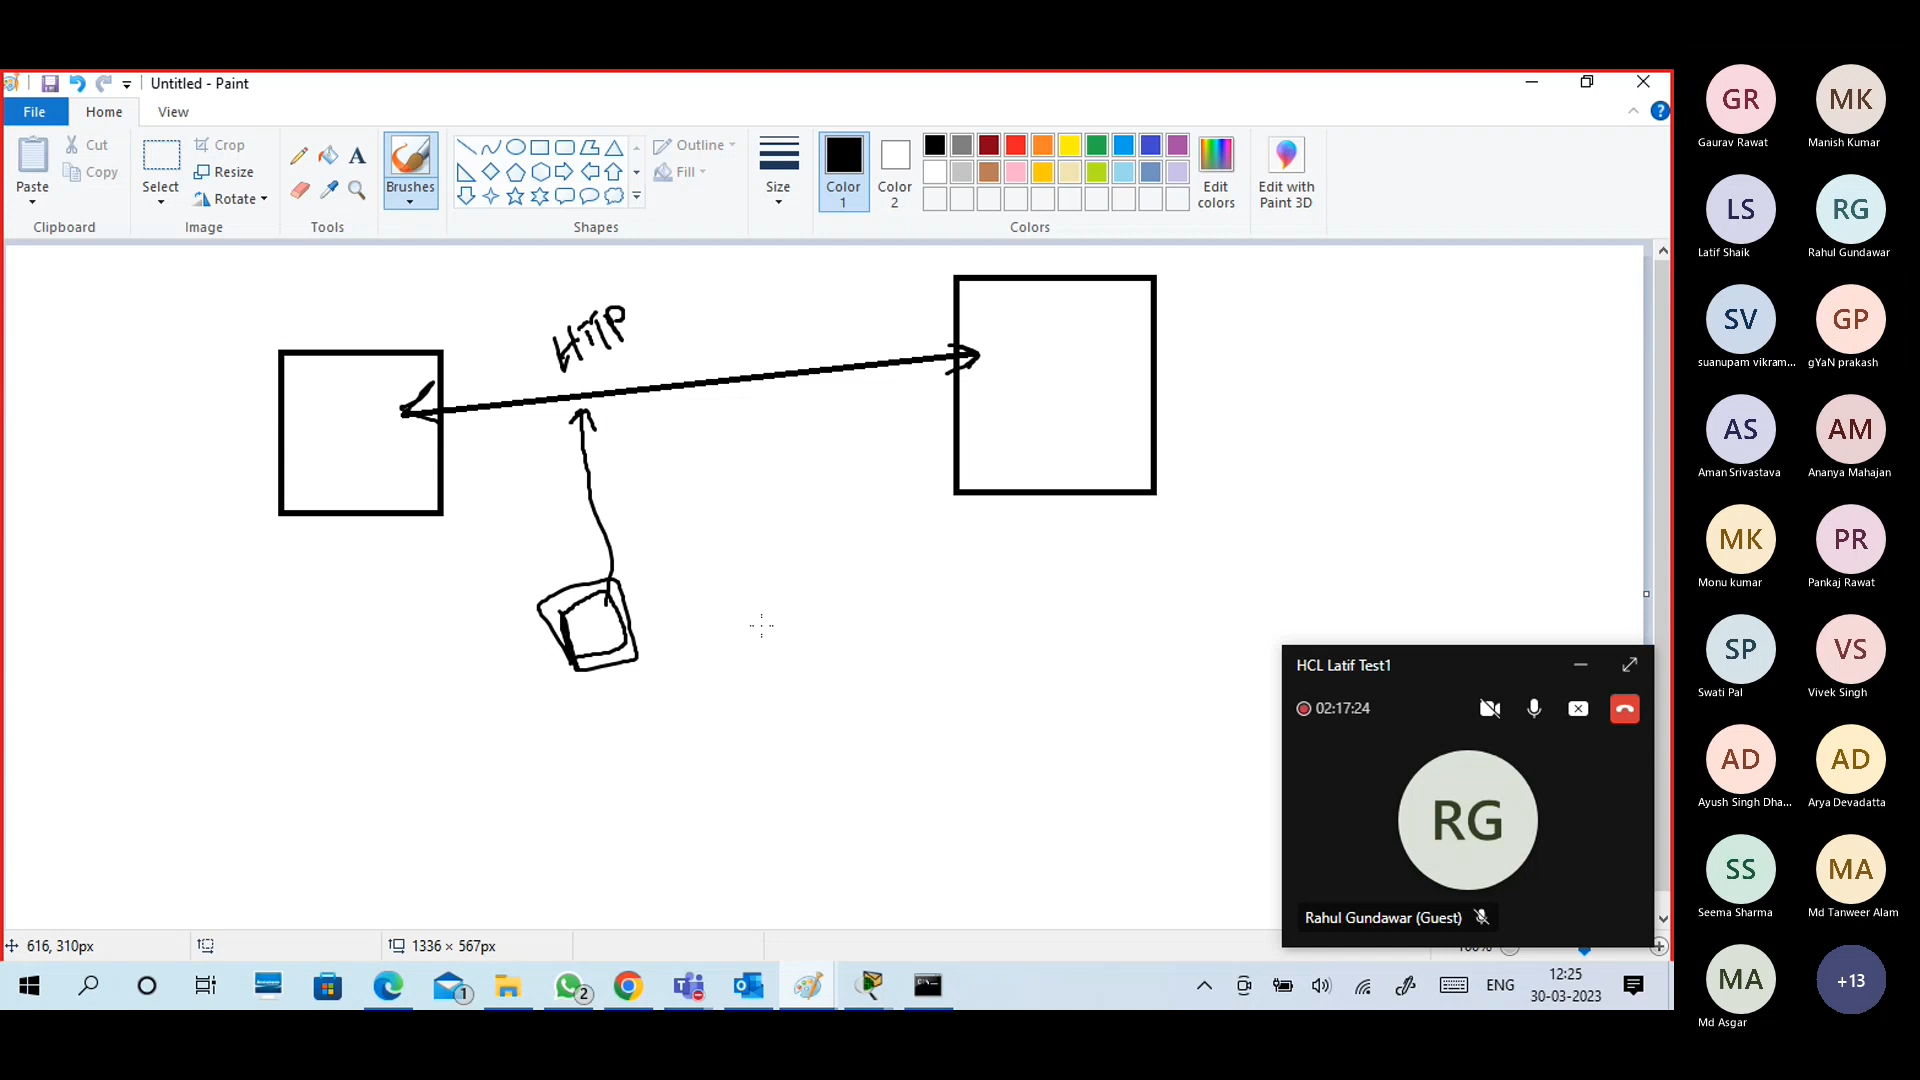 Untitled - Paint
File Home View
Paste
Cut
Copy
Clipboard
Select
Crop
Resize
Rotate
Image
A
Tools
Brushes
Shapes
Outline
Fill
Size
Color 1
Color 2
Edit colors
Edit with Paint 3D
Colors
HTTP
616, 310px
1336 × 567px
100%
HCL Latif Test1
02:17:24
RG
Rahul Gundawar (Guest)
1
2
ENG
12:25
30-03-2023
GR
Gaurav Rawat
MK
Manish Kumar
LS
Latif Shaik
RG
Rahul Gundawar
SV
suanupam vikram...
GP
gYaN prakash
AS
Aman Srivastava
AM
Ananya Mahajan
MK
Monu kumar
PR
Pankaj Rawat
SP
Swati Pal
VS
Vivek Singh
AD
Ayush Singh Dha...
AD
Arya Devadatta
SS
Seema Sharma
MA
Md Tanweer Alam
MA
Md Asgar
+13